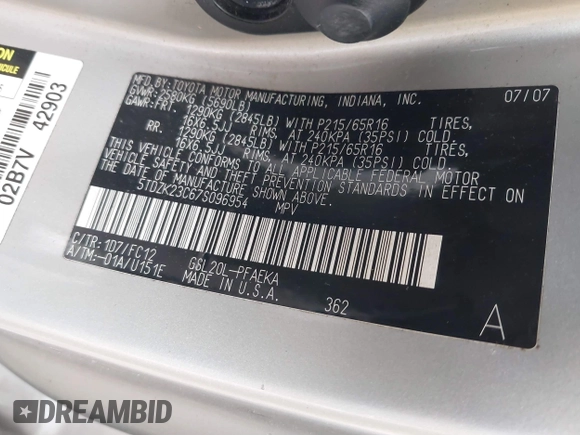 ON
VEHICLE
02B7V 42903
MFD.BY:TOYOTA MOTOR MANUFACTURING, INDIANA, INC. 07/07
GVWR:2580KG (5690LB)
GAWR:FRT. 1290KG (2845LB) WITH P215/65R16 TIRES,
16X6.5JJ RIMS, AT 240KPA (35PSI) COLD.
RR. 1290KG (2845LB) WITH P215/65R16 TIRES,
16X6.5JJ RIMS, AT 240KPA (35PSI) COLD.
THIS VEHICLE CONFORMS TO ALL APPLICABLE FEDERAL MOTOR
VEHICLE SAFETY AND THEFT PREVENTION STANDARDS IN EFFECT ON
THE DATE OF MANUFACTURE SHOWN ABOVE.
5TDZK23C67S096954 MPV
C/TR: 1D7/FC12 GSL20L-PFAEKA
A/TM:-01A/U151E MADE IN U.S.A.
362 A
DREAMBID